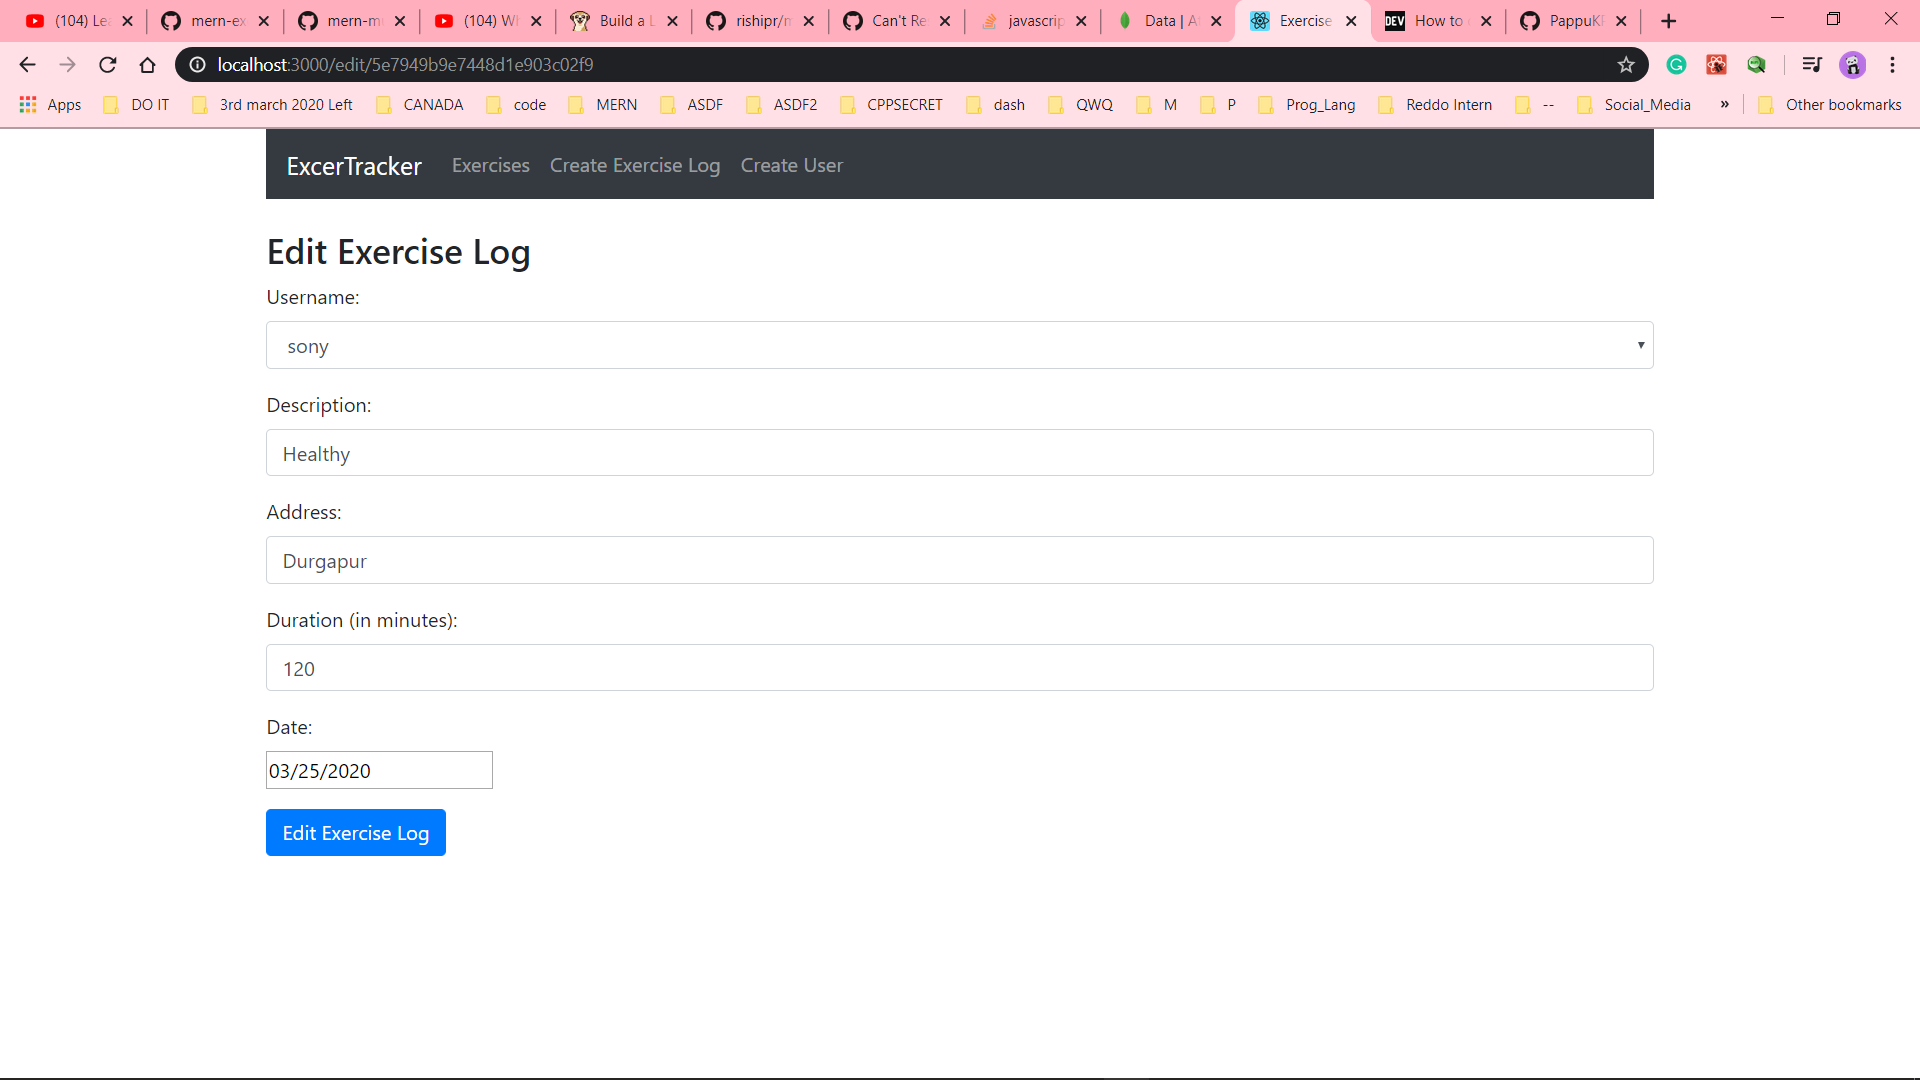 (104) Le
mern-ex
mern-m
(104) W
Build a L
rishipr/m
Can't Re
javascrip
Data | A
Exercise
DEV
How to
PappuK
localhost:3000/edit/5e7949b9e7448d1e903c02f9
Apps
DO IT
3rd march 2020 Left
CANADA
code
MERN
ASDF
ASDF2
CPPSECRET
dash
QWQ
M
P
Prog_Lang
Reddo Intern
--
Social_Media
»
Other bookmarks
ExcerTracker
Exercises
Create Exercise Log
Create User
Edit Exercise Log
Username:
sony
Description:
Healthy
Address:
Durgapur
Duration (in minutes):
120
Date:
03/25/2020
Edit Exercise Log